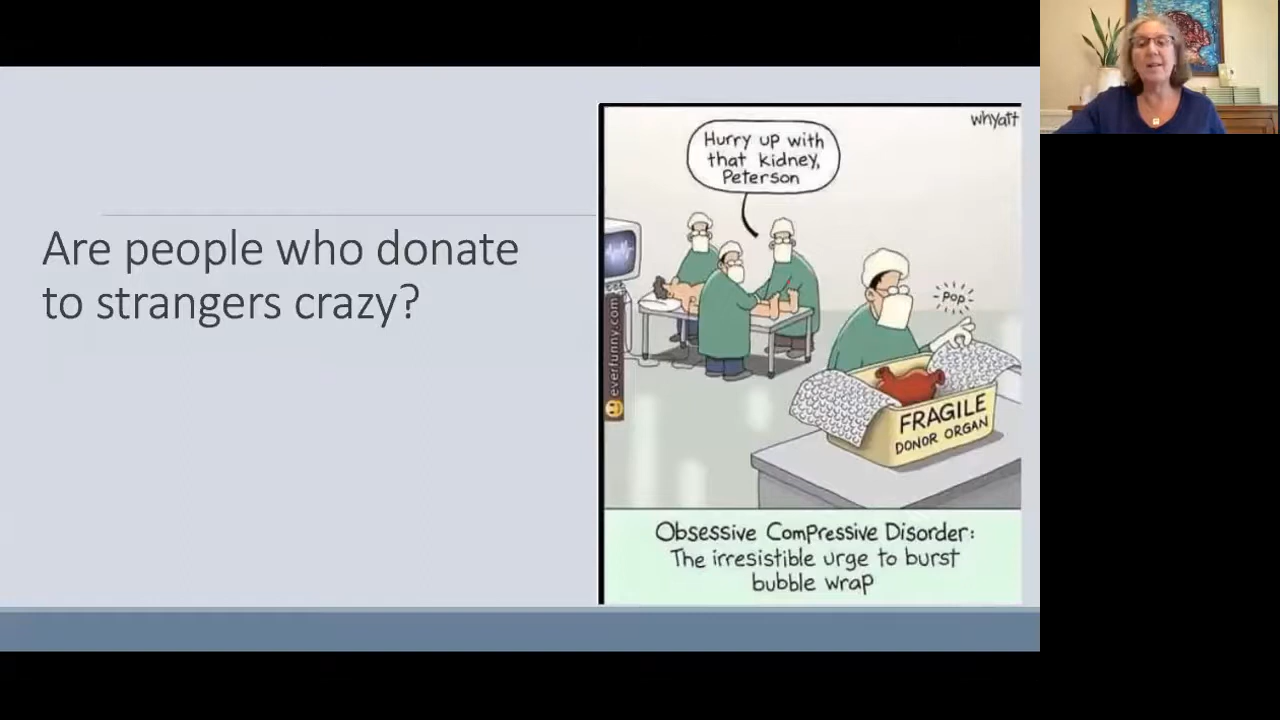 Are people who donate
to strangers crazy?
whyatt
Hurry up with
that kidney,
Peterson
Pop
everfunny.com
FRAGILE
DONOR ORGAN
Obsessive Compressive Disorder:
The irresistible urge to burst
bubble wrap